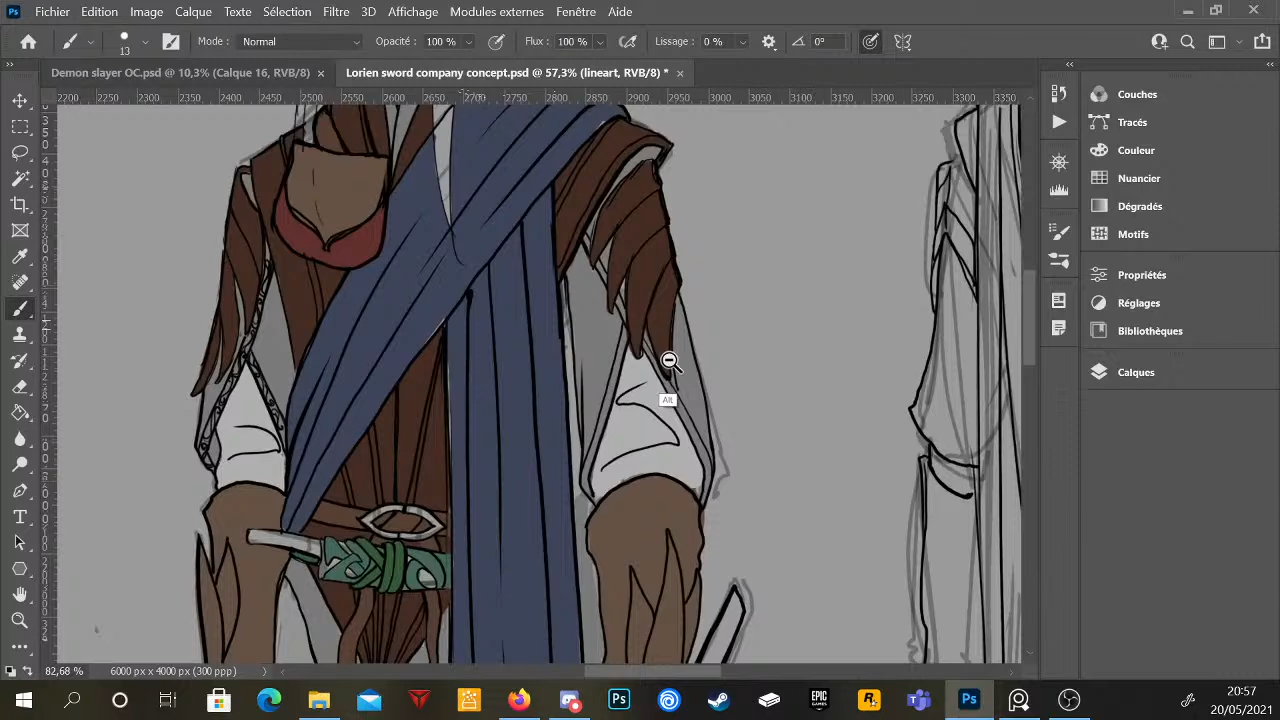 Ps Fichier Edition Image Calque Texte Sélection Filtre 3D Affichage Modules externes Fenêtre Aide
13 Mode : Normal Opacité : 100 % Flux : 100 % Lissage : 0 % 0°
Demon slayer OC.psd @ 10,3% (Calque 16, RVB/8) × Lorien sword company concept.psd @ 57,3% (lineart, RVB/8) * ×
2200 2250 2300 2350 2400 2450 2500 2550 2600 2650 2700 2750 2800 2850 2900 2950 3000 3050 3100 3150 3200 3250 3300 3350
Couches
Tracés
Couleur
Nuancier
Dégradés
Motifs
Propriétés
Réglages
Bibliothèques
Calques
Alt
82,68 % 6000 px x 4000 px (300 ppp)
20:57
20/05/2021